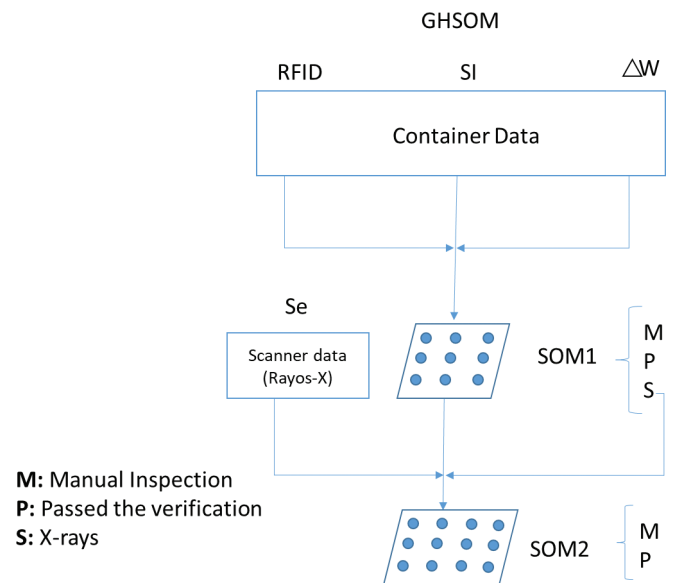 GHSOM
RFID SI △W
Container Data
Se
Scanner data
(Rayos-X)
SOM1
M
P
S
M: Manual Inspection
P: Passed the verification
S: X-rays
SOM2
M
P